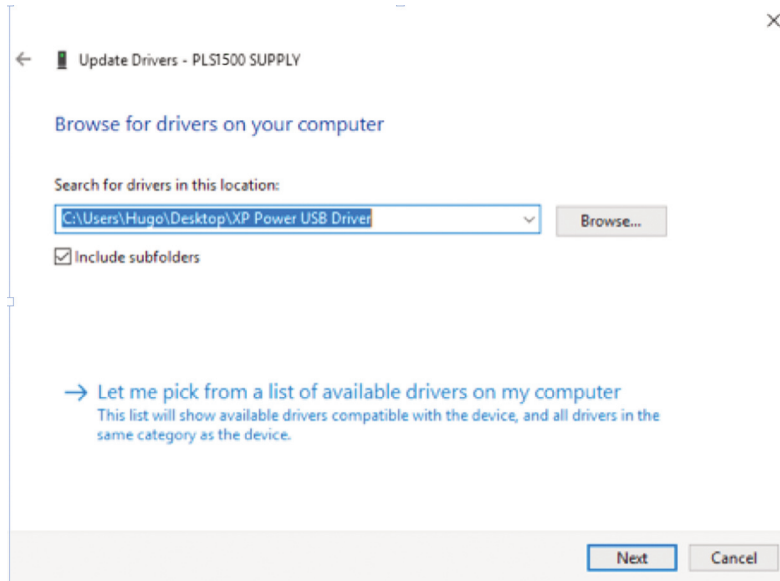 Update Drivers - PLS1500 SUPPLY
Browse for drivers on your computer
Search for drivers in this location:
C:\Users\Hugo\Desktop\XP Power USB Driver
Browse...
Include subfolders
Let me pick from a list of available drivers on my computer
This list will show available drivers compatible with the device, and all drivers in the
same category as the device.
Next
Cancel